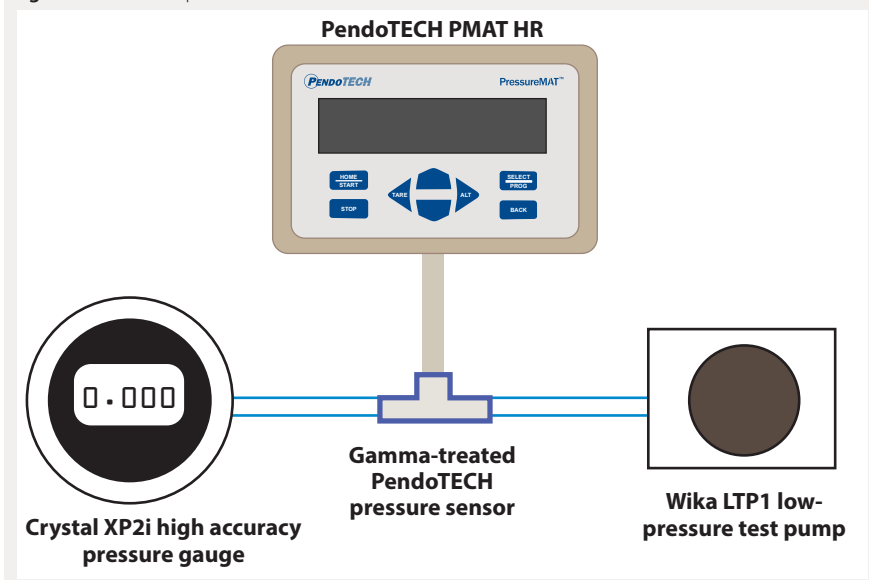 PendoTECH PMAT HR
PENDOTECH
PressureMAT™
HOME
START
STOP
TARE
ALT
SELECT
PROG
BACK
0.000
Gamma-treated
PendoTECH
pressure sensor
Crystal XP2i high accuracy
pressure gauge
Wika LTP1 low-
pressure test pump